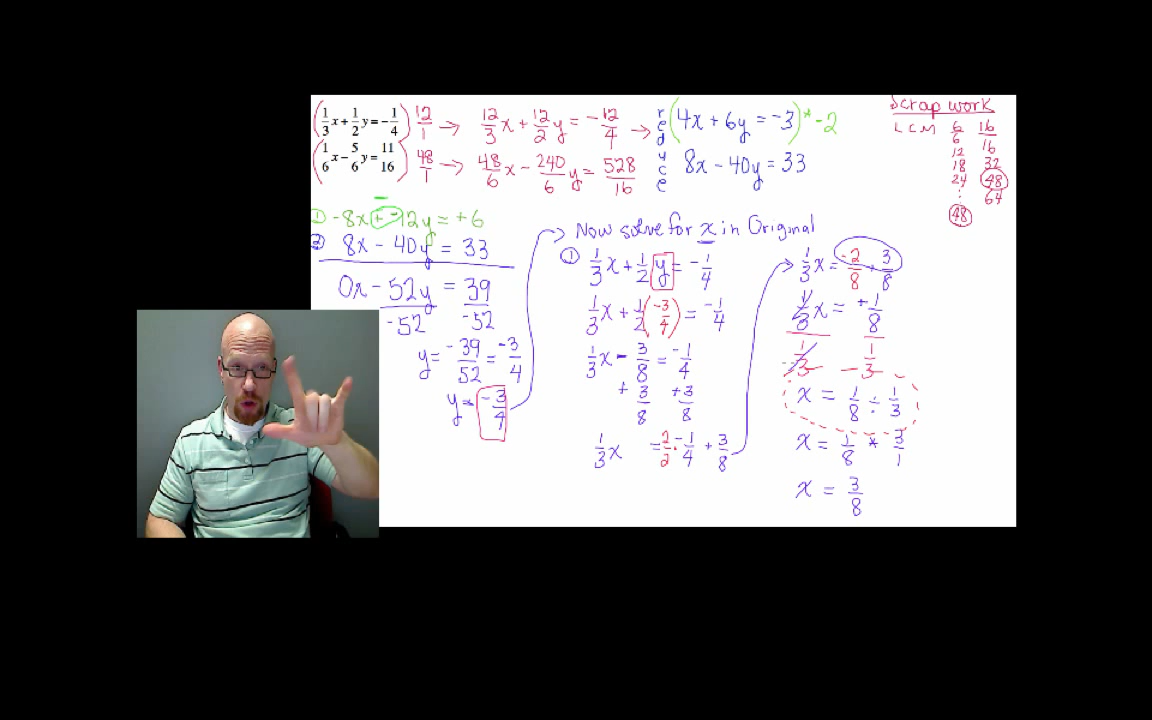 (1/3x + 1/2y = -1/4) 12/1 → 12/3x + 12/2y = -12/4 → (4x + 6y = -3)* -2
(1/6x - 5/6y = 11/16) 48/1 → 48/6x - 240/6y = 528/16
8x - 40y = 33
reduce
Scrap work
LCM 6 16
6 16
12 32
18 48
24 64
⋮
48
① -8x + -12y = +6
② 8x - 40y = 33
0x - 52y = 39
-52 -52
y = -39/52 = -3/4
y = -3/4
→ Now solve for x in Original
① 1/3x + 1/2y = -1/4
1/3x + 1/2(-3/4) = -1/4
1/3x - 3/8 = -1/4
+ 3/8 +3/8
1/3x = 2/2 · -1/4 + 3/8
→ 1/3x = -2/8 + 3/8
1/3x = +1/8
1/3 1/3
x = 1/8 ÷ 1/3
x = 1/8 * 3/1
x = 3/8